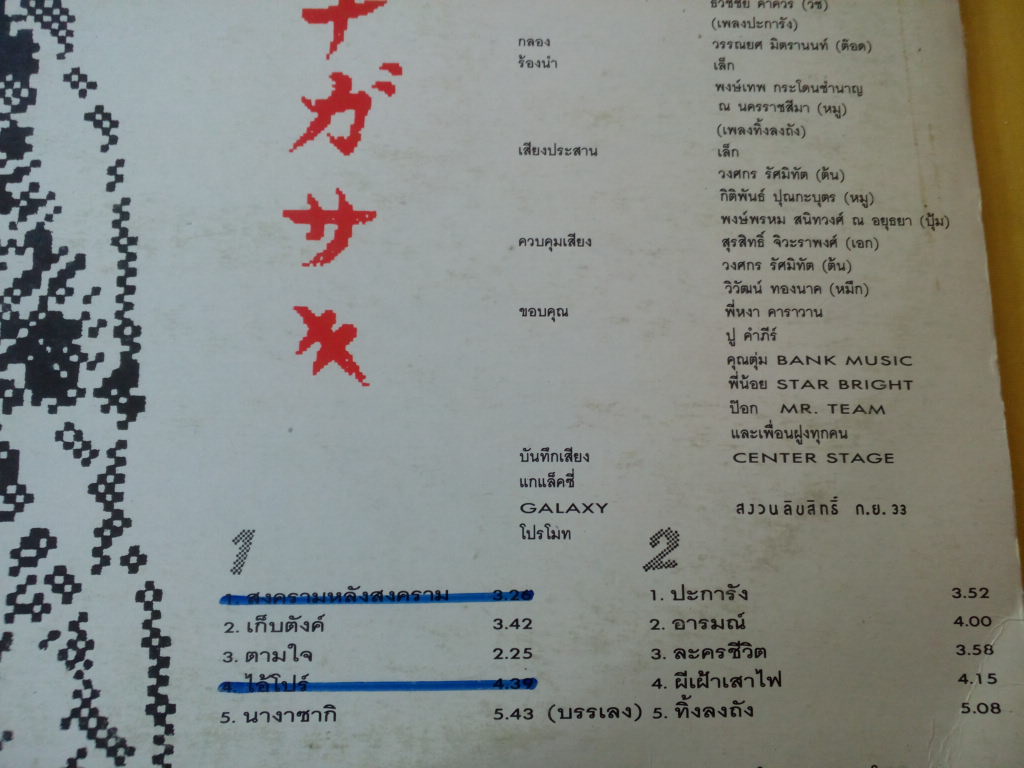 ナガサキ
ธวัชชัย
(เพลงปะการัง)
กลอง วรรณยศ มิตรานนท์ (ต๊อด)
ร้องนำ เล็ก
พงษ์เทพ กระโดนชำนาญ
ณ นครราชสีมา (หมู)
(เพลงทิ้งลงถัง)
เสียงประสาน เล็ก
วงศกร รัศมิทัต (ต้น)
กิติพันธ์ ปุณกะบุตร (หมู)
พงษ์พรหม สนิทวงศ์ ณ อยุธยา (ปุ้ม)
ควบคุมเสียง สุรสิทธิ์ จิวะราพงศ์ (เอก)
วงศกร รัศมิทัต (ต้น)
วิวัฒน์ ทองนาค (หมึก)
ขอบคุณ พี่หงา คาราวาน
ปู คำภีร์
คุณตุ่ม BANK MUSIC
พี่น้อย STAR BRIGHT
ป๊อก MR. TEAM
และเพื่อนฝูงทุกคน
บันทึกเสียง CENTER STAGE
แกแล็คซี่
GALAXY สงวนลิขสิทธิ์ ก.ย. 33
โปรโมท
1
1. สงครามหลังสงคราม 3.26
2. เก็บตังค์ 3.42
3. ตามใจ 2.25
4. ไอ้โปร์ 4.39
5. นางาซากิ 5.43 (บรรเลง)
2
1. ปะการัง 3.52
2. อารมณ์ 4.00
3. ละครชีวิต 3.58
4. ผีเฝ้าเสาไฟ 4.15
5. ทิ้งลงถัง 5.08